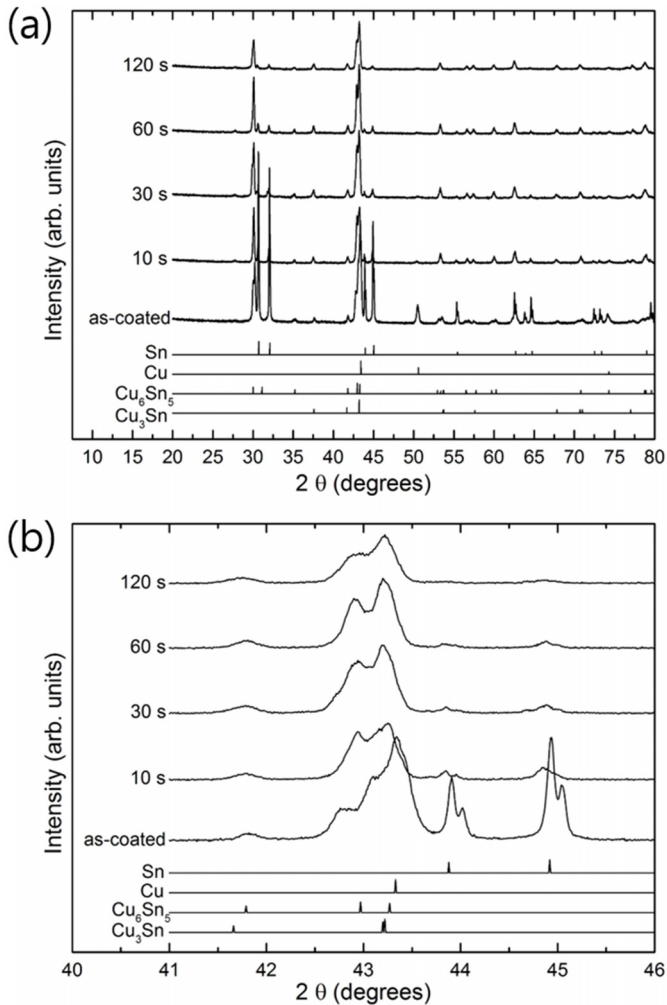 (a)
120 s
60 s
30 s
10 s
as-coated
Sn
Cu
Cu6Sn5
Cu3Sn
Intensity (arb. units)
10 15 20 25 30 35 40 45 50 55 60 65 70 75 80
2 θ (degrees)
(b)
120 s
60 s
30 s
10 s
as-coated
Sn
Cu
Cu6Sn5
Cu3Sn
Intensity (arb. units)
40 41 42 43 44 45 46
2 θ (degrees)